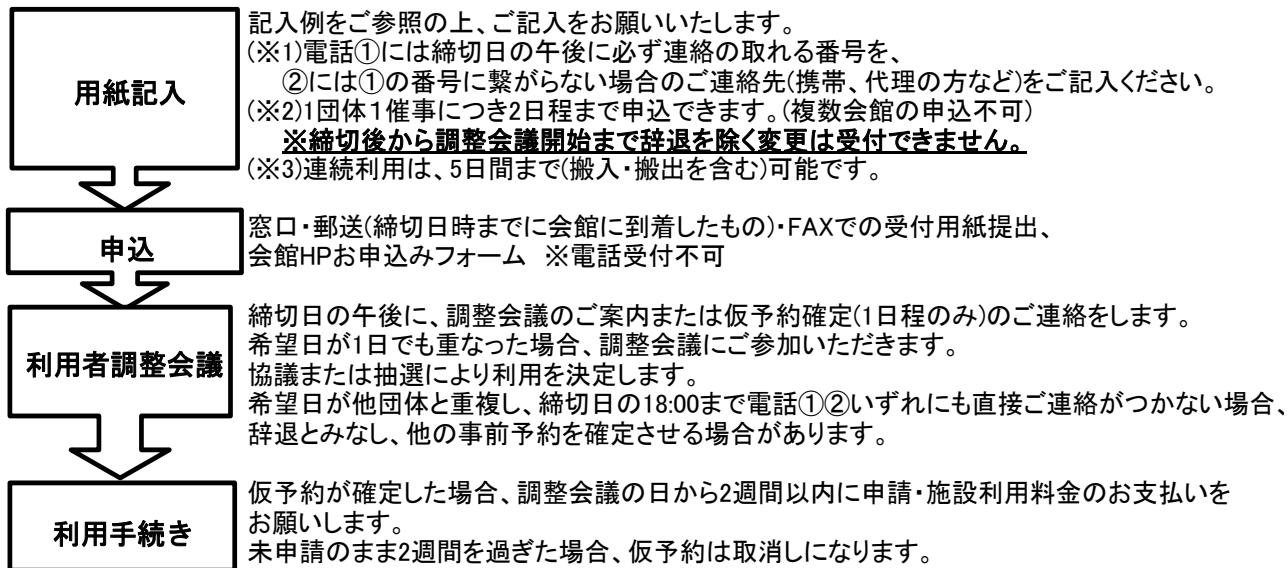 用紙記入
記入例をご参照の上、ご記入をお願いいたします。
(※1)電話①には締切日の午後に必ず連絡の取れる番号を、
②には①の番号に繋がらない場合のご連絡先(携帯、代理の方など)をご記入ください。
(※2)1団体1催事につき2日程まで申込できます。(複数会館の申込不可)
※締切後から調整会議開始まで辞退を除く変更は受付できません。
(※3)連続利用は、5日間まで(搬入・搬出を含む)可能です。
申込
窓口・郵送(締切日時までに会館に到着したもの)・FAXでの受付用紙提出、
会館HPお申込みフォーム　※電話受付不可
利用者調整会議
締切日の午後に、調整会議のご案内または仮予約確定(1日程のみ)のご連絡をします。
希望日が1日でも重なった場合、調整会議にご参加いただきます。
協議または抽選により利用を決定します。
希望日が他団体と重複し、締切日の18:00まで電話①②いずれにも直接ご連絡がつかない場合、
辞退とみなし、他の事前予約を確定させる場合があります。
利用手続き
仮予約が確定した場合、調整会議の日から2週間以内に申請・施設利用料金のお支払いを
お願いします。
未申請のまま2週間を過ぎた場合、仮予約は取消しになります。